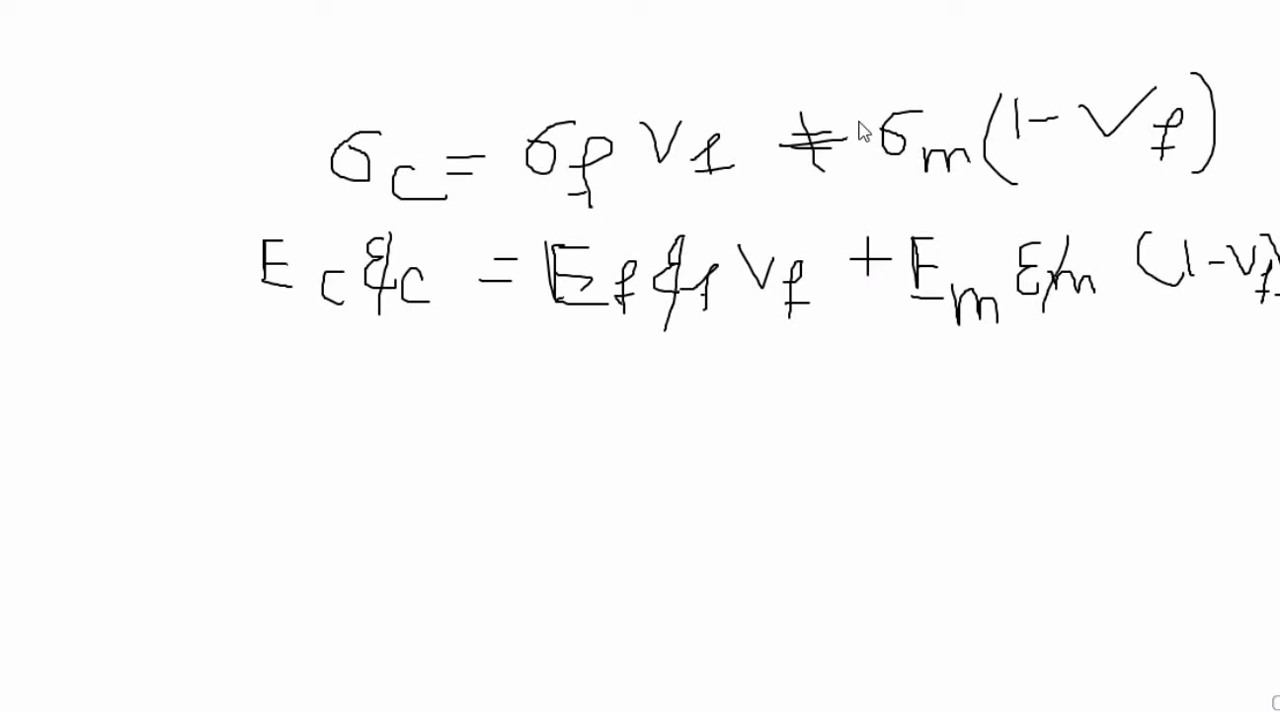 σc = σf Vf + σm (1 - Vf)
Ec εc = Ef εf Vf + Em εm (1 - Vf)